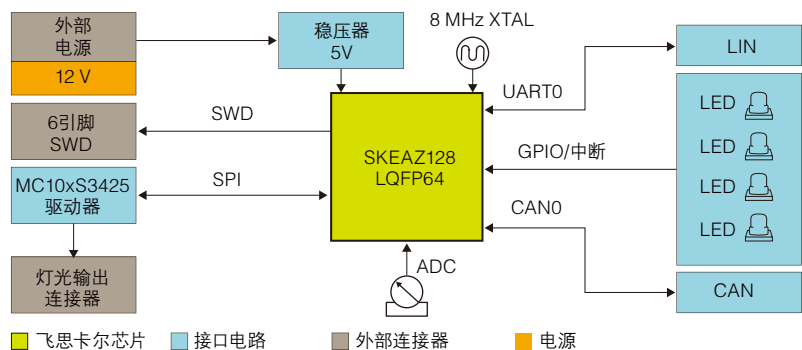 外部
电源
12 V
稳压器
5V
8 MHz XTAL
LIN
UART0
LED
LED
LED
LED
6引脚
SWD
SWD
SKEAZ128
LQFP64
GPIO/中断
MC10xS3425
驱动器
SPI
CAN0
灯光输出
连接器
ADC
CAN
飞思卡尔芯片
接口电路
外部连接器
电源